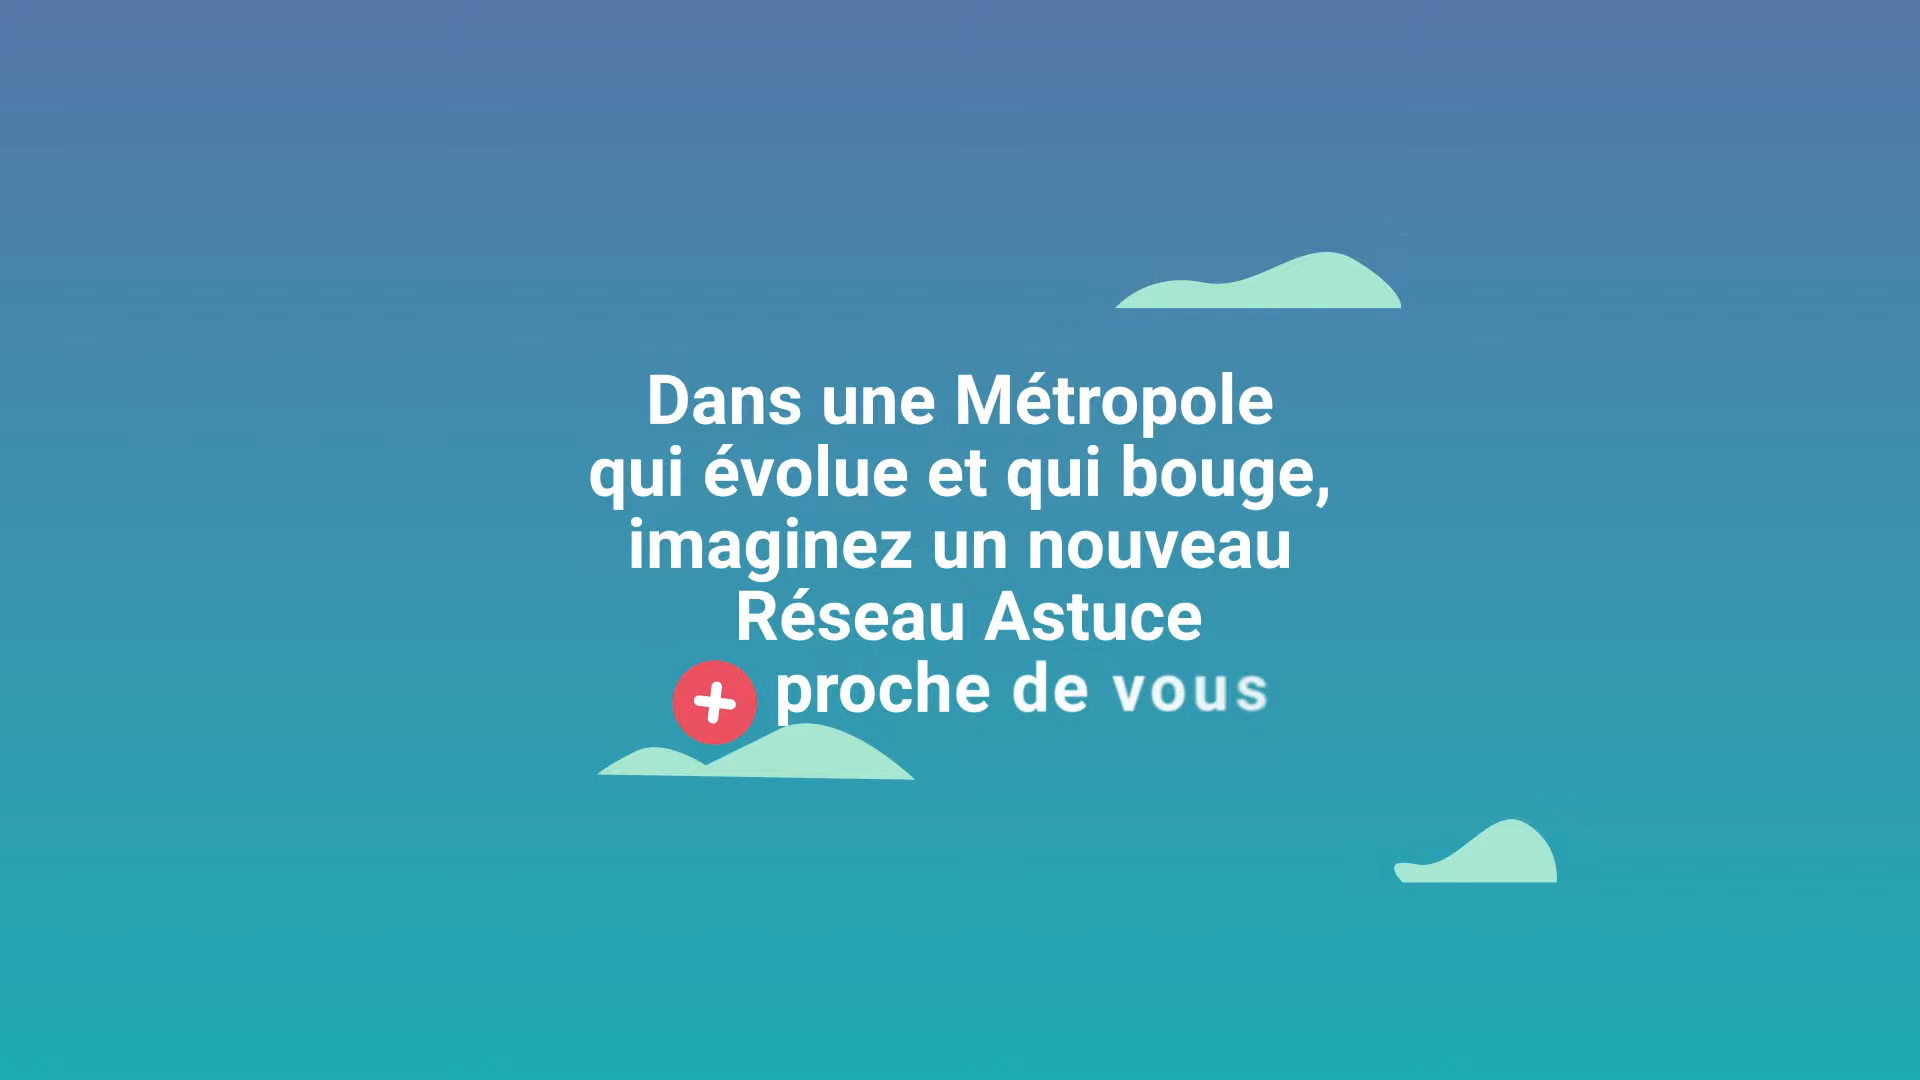 Dans une Métropole
qui évolue et qui bouge,
imaginez un nouveau
Réseau Astuce
+ proche de vous